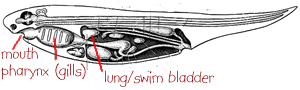 mouth
pharynx (gills)
lung/swim bladder